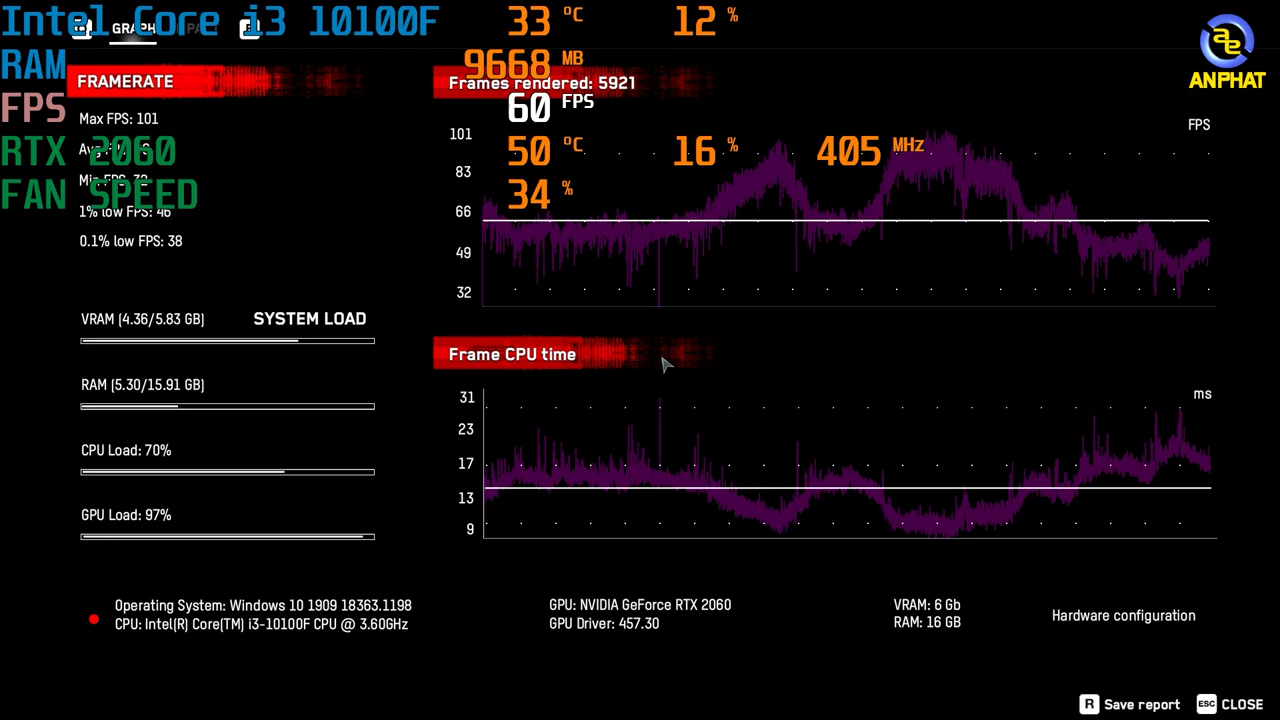 Intel Core i3 10100F 33 °C 12 %
RAM 9668 MB
FPS 60 FPS
RTX 2060 50 °C 16 % 405 MHz
FAN SPEED 34 %
ANPHAT
FRAMERATE
Max FPS: 101
1% low FPS: 46
0.1% low FPS: 38
VRAM (4.36/5.83 GB) SYSTEM LOAD
RAM (5.30/15.91 GB)
CPU Load: 70%
GPU Load: 97%
Frames rendered: 5921
FPS
101
83
66
49
32
Frame CPU time
ms
31
23
17
13
9
Operating System: Windows 10 1909 18363.1198
CPU: Intel(R) Core(TM) i3-10100F CPU @ 3.60GHz
GPU: NVIDIA GeForce RTX 2060
GPU Driver: 457.30
VRAM: 6 Gb
RAM: 16 GB
Hardware configuration
R Save report ESC CLOSE